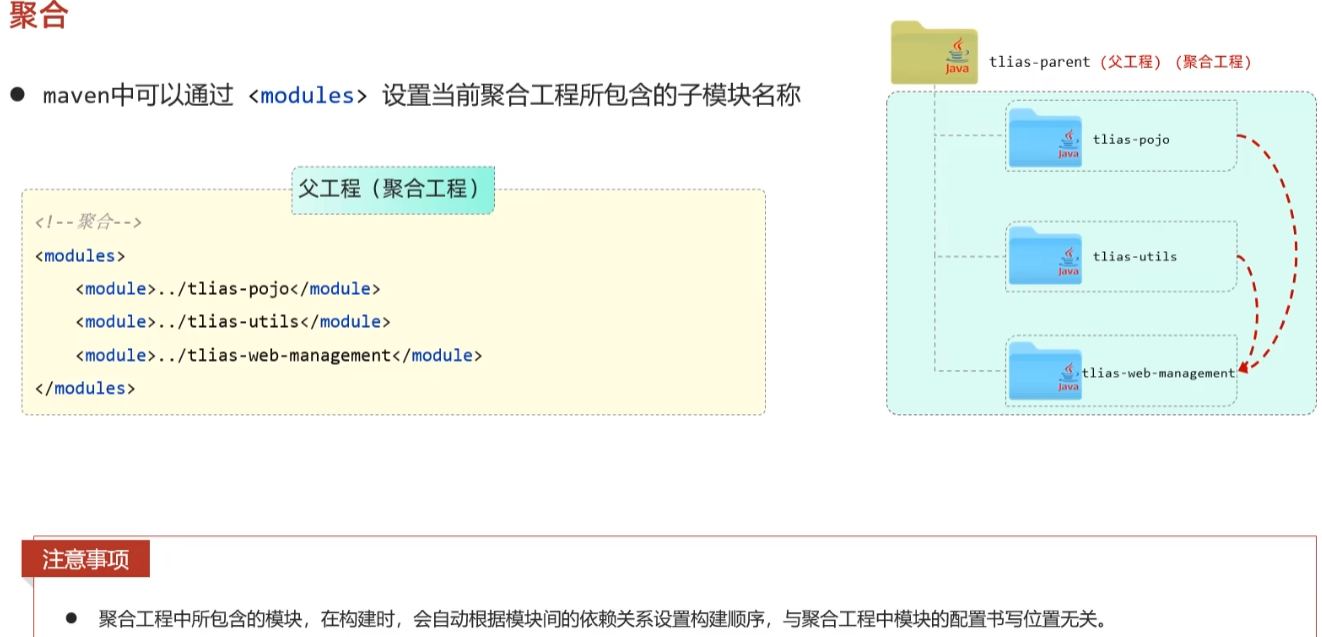 聚合
● maven中可以通过 <modules> 设置当前聚合工程所包含的子模块名称
父工程（聚合工程）
<!--聚合-->
<modules>
    <module>../tlias-pojo</module>
    <module>../tlias-utils</module>
    <module>../tlias-web-management</module>
</modules>
Java
tlias-parent（父工程）（聚合工程）
Java
tlias-pojo
Java
tlias-utils
Java
tlias-web-management
注意事项
● 聚合工程中所包含的模块，在构建时，会自动根据模块间的依赖关系设置构建顺序，与聚合工程中模块的配置书写位置无关。